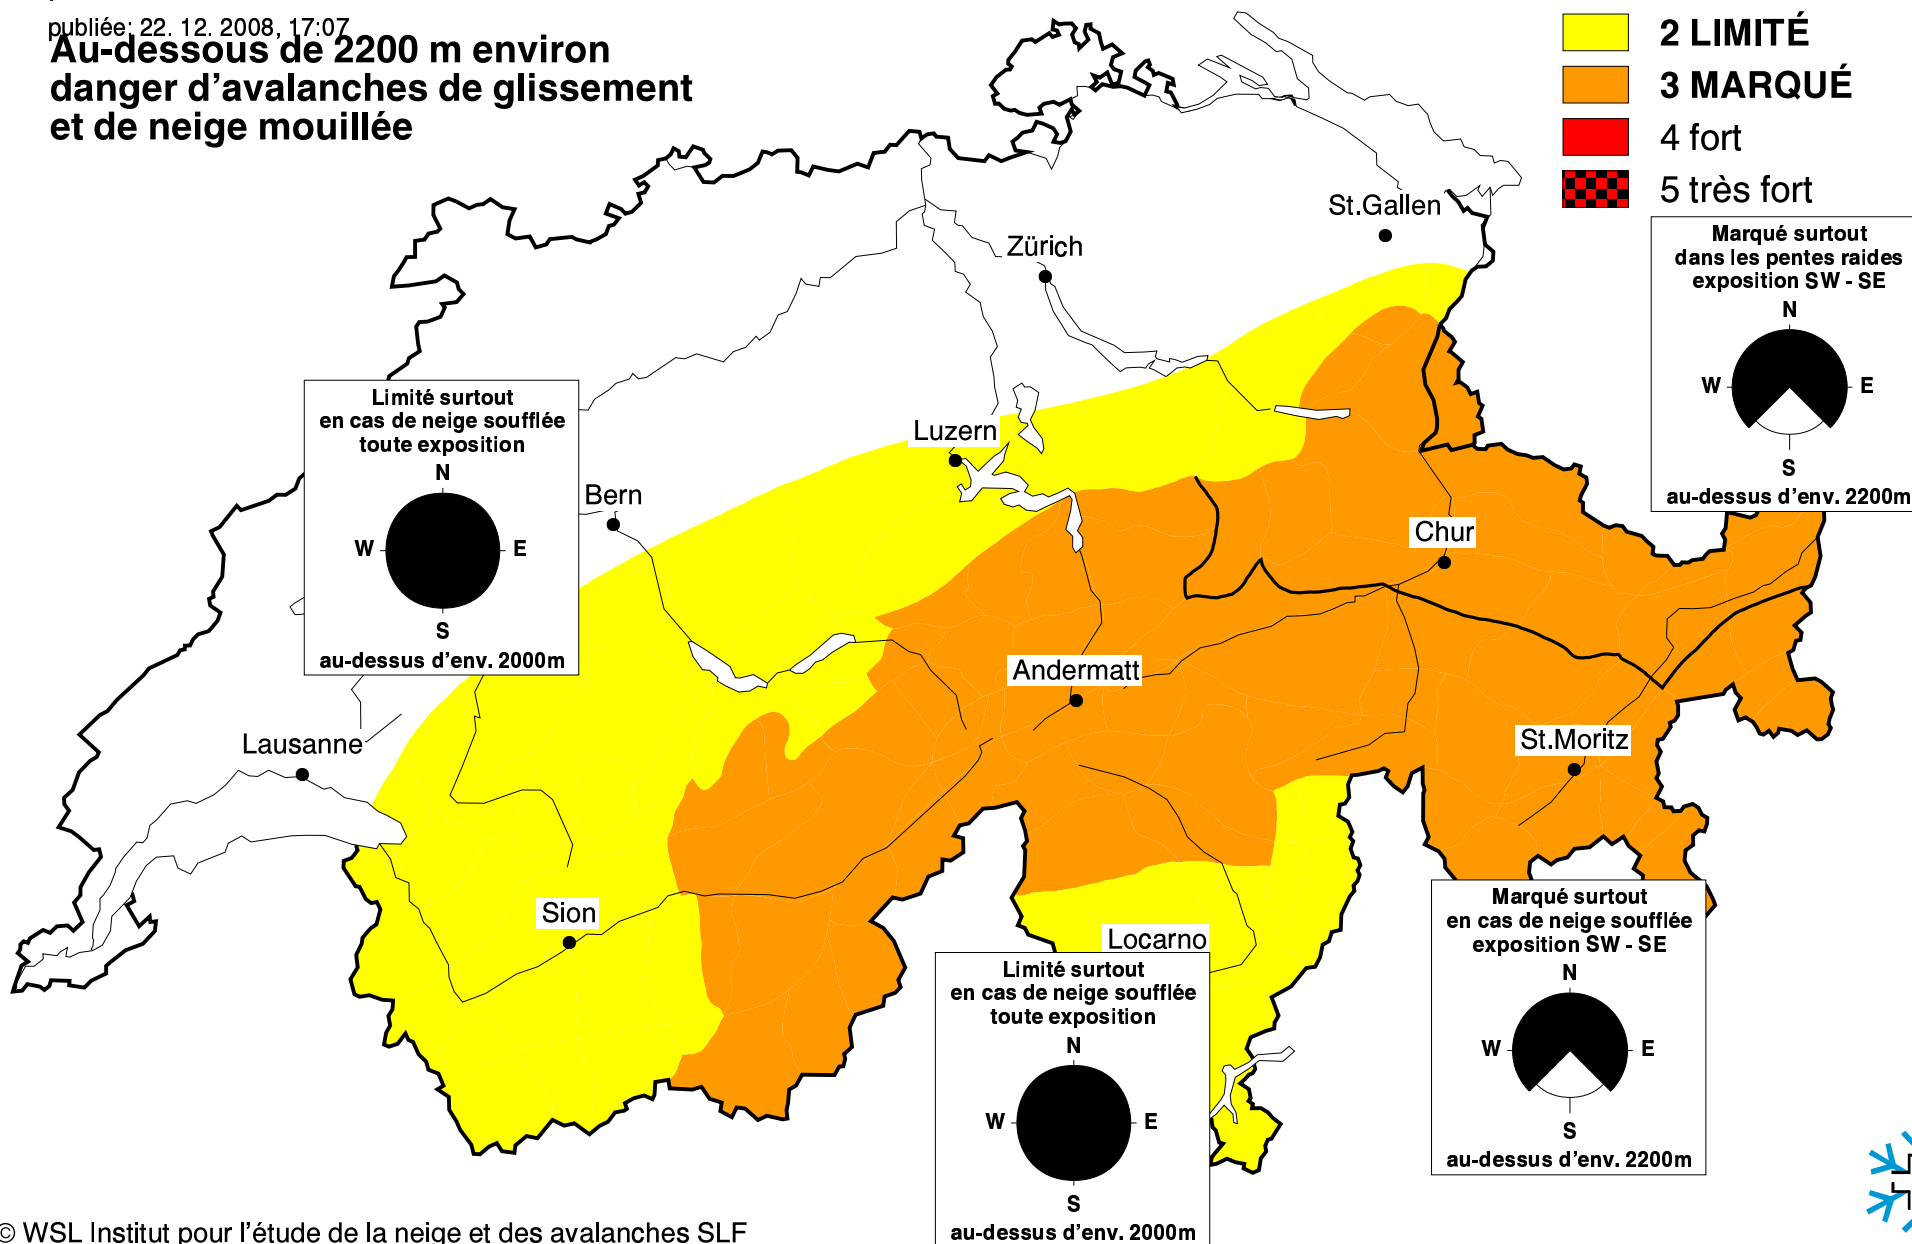 publiée: 22. 12. 2008, 17:07
Au-dessous de 2200 m environ
danger d'avalanches de glissement
et de neige mouillée
2 LIMITÉ
3 MARQUÉ
4 fort
5 très fort
Marqué surtout
dans les pentes raides
exposition SW - SE
N
W
E
S
au-dessus d'env. 2200m
St.Gallen
Zürich
Limité surtout
en cas de neige soufflée
toute exposition
N
W
E
S
au-dessus d'env. 2000m
Luzern
Bern
Chur
Andermatt
Lausanne
St.Moritz
Sion
Locarno
Limité surtout
en cas de neige soufflée
toute exposition
N
W
E
S
au-dessus d'env. 2000m
Marqué surtout
en cas de neige soufflée
exposition SW - SE
N
W
E
S
au-dessus d'env. 2200m
© WSL Institut pour l'étude de la neige et des avalanches SLF